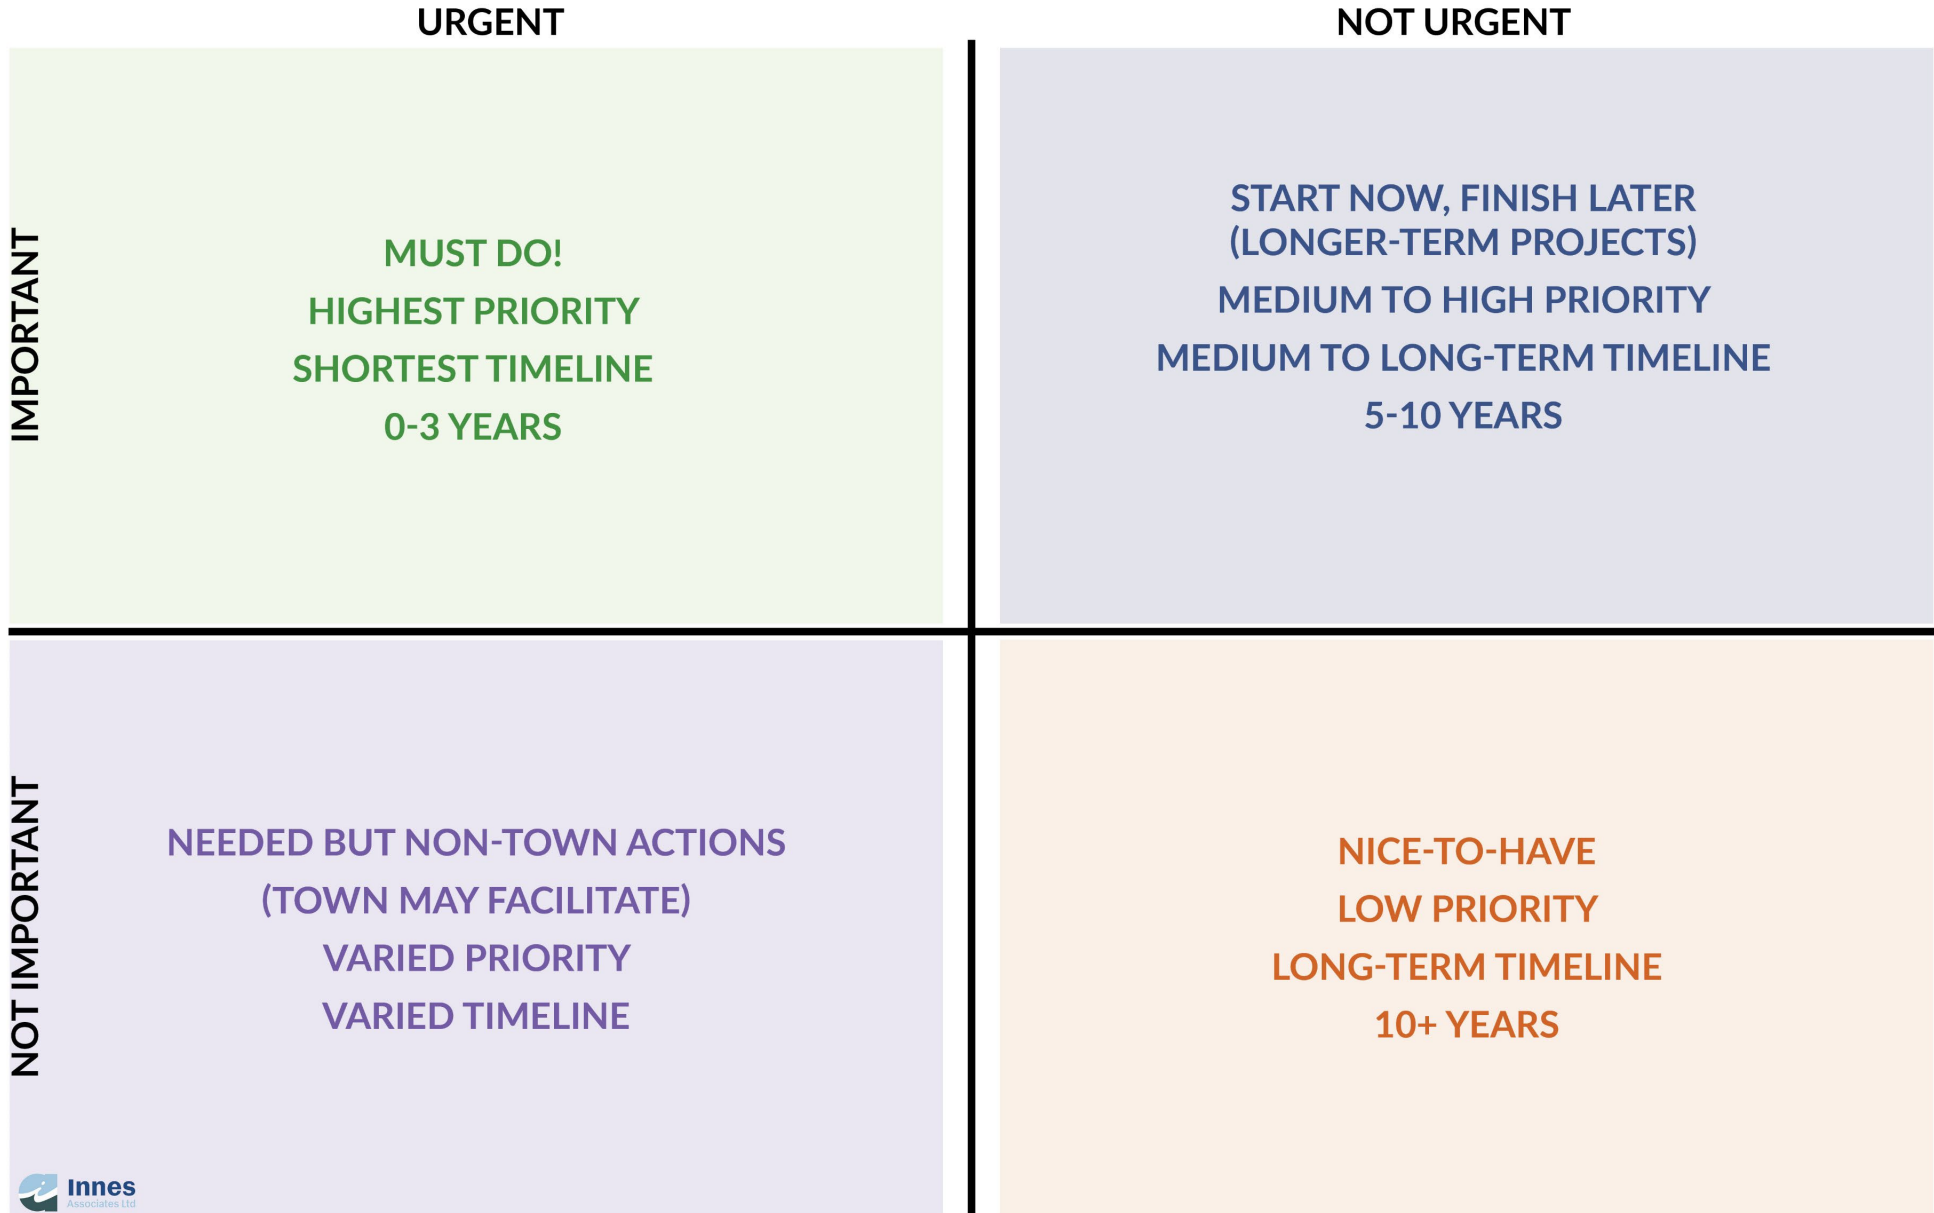 URGENT
NOT URGENT
IMPORTANT
MUST DO!
HIGHEST PRIORITY
SHORTEST TIMELINE
0-3 YEARS
START NOW, FINISH LATER
(LONGER-TERM PROJECTS)
MEDIUM TO HIGH PRIORITY
MEDIUM TO LONG-TERM TIMELINE
5-10 YEARS
NOT IMPORTANT
NEEDED BUT NON-TOWN ACTIONS
(TOWN MAY FACILITATE)
VARIED PRIORITY
VARIED TIMELINE
NICE-TO-HAVE
LOW PRIORITY
LONG-TERM TIMELINE
10+ YEARS
Innes
Associates Ltd